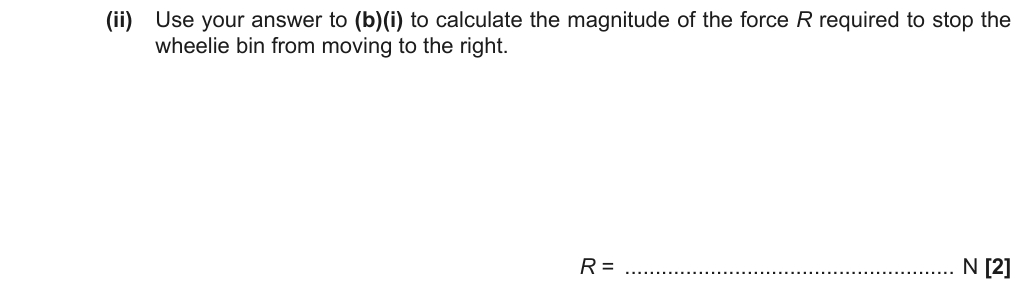 (ii) Use your answer to (b)(i) to calculate the magnitude of the force R required to stop the
wheelie bin from moving to the right.
R = ...................................................... N [2]